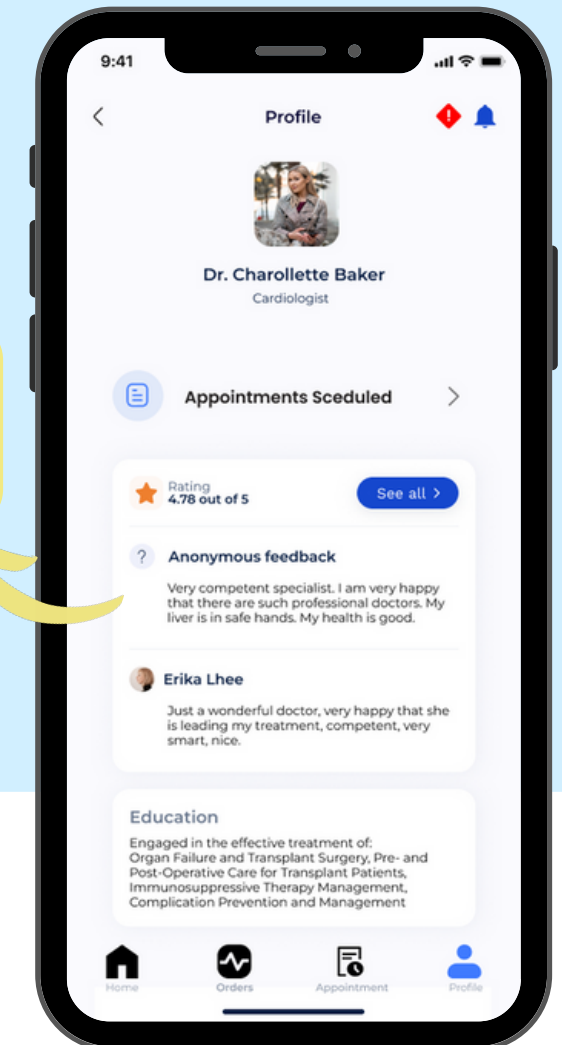 9:41
Profile
Dr. Charollette Baker
Cardiologist
Appointments Sceduled
Rating
4.78 out of 5
See all >
? Anonymous feedback
Very competent specialist. I am very happy
that there are such professional doctors. My
liver is in safe hands. My health is good.
Erika Lhee
Just a wonderful doctor, very happy that she
is leading my treatment, competent, very
smart, nice.
Education
Engaged in the effective treatment of:
Organ Failure and Transplant Surgery, Pre- and
Post-Operative Care for Transplant Patients,
Immunosuppressive Therapy Management,
Complication Prevention and Management
Home
Orders
Appointment
Profile